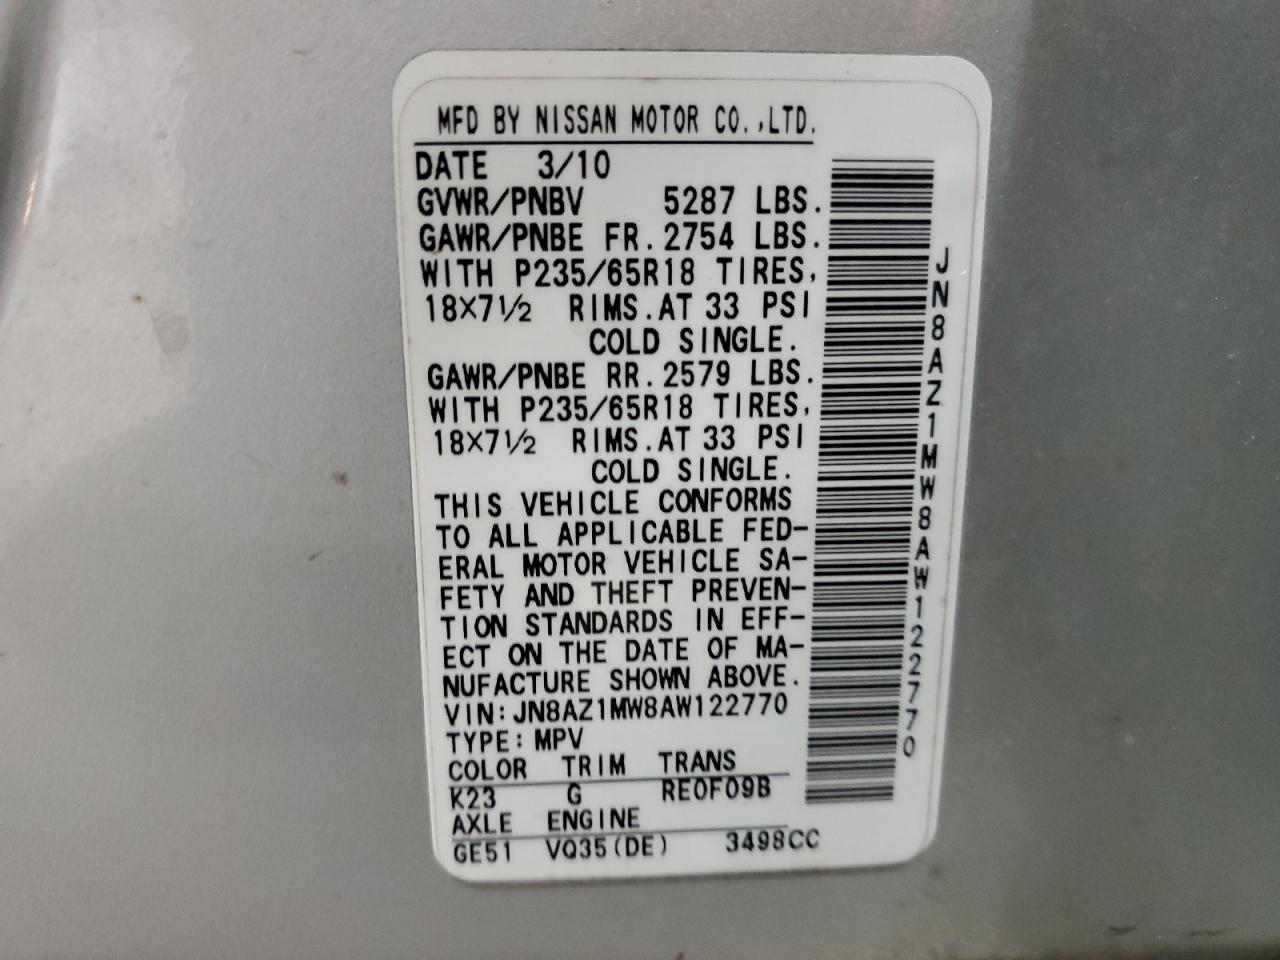 MFD BY NISSAN MOTOR CO.,LTD.
DATE 3/10
GVWR/PNBV 5287 LBS.
GAWR/PNBE FR. 2754 LBS.
WITH P235/65R18 TIRES,
18×7½ RIMS. AT 33 PSI
COLD SINGLE.
GAWR/PNBE RR. 2579 LBS.
WITH P235/65R18 TIRES,
18×7½ RIMS. AT 33 PSI
COLD SINGLE.
THIS VEHICLE CONFORMS
TO ALL APPLICABLE FED-
ERAL MOTOR VEHICLE SA-
FETY AND THEFT PREVEN-
TION STANDARDS IN EFF-
ECT ON THE DATE OF MA-
NUFACTURE SHOWN ABOVE.
VIN: JN8AZ1MW8AW122770
TYPE: MPV
COLOR TRIM TRANS
K23 G RE0F09B
AXLE ENGINE
GE51 VQ35(DE) 3498CC
JN8AZ1MW8AW122770